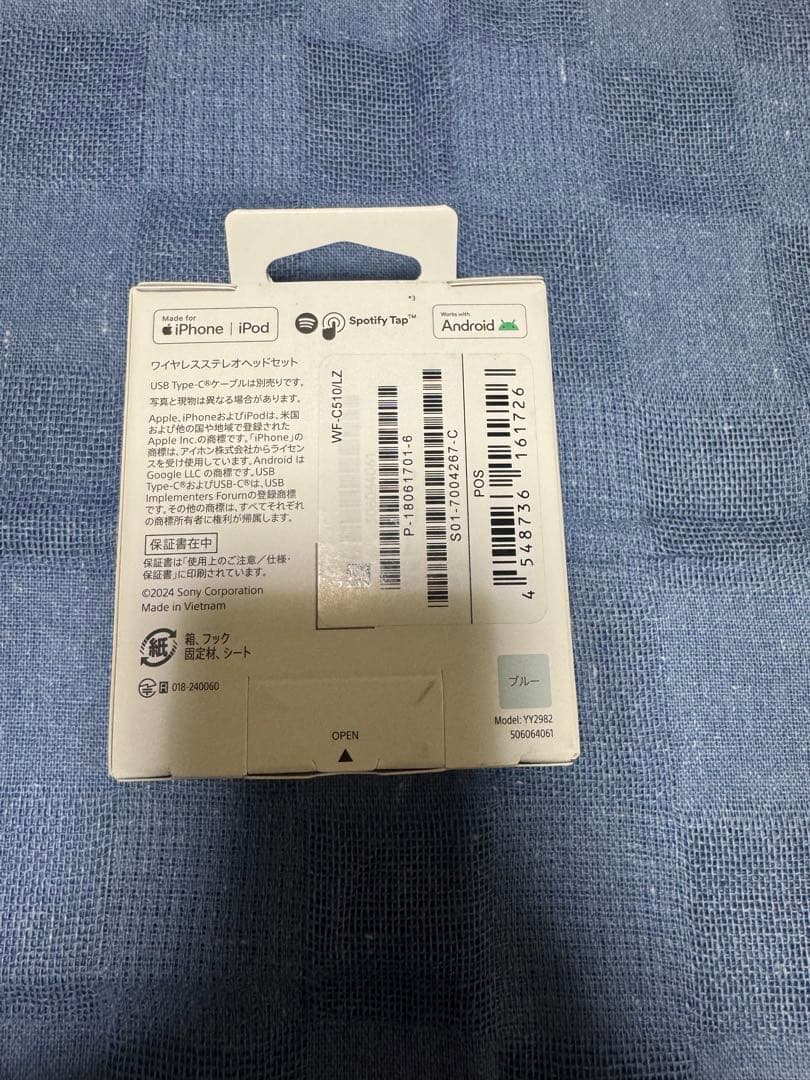 Made for
iPhone | iPod
Spotify Tap™
*3
Works with
Android
ワイヤレスステレオヘッドセット
USB Type-C®ケーブルは別売りです。
写真と現物は異なる場合があります。
Apple、iPhoneおよびiPodは、米国
および他の国や地域で登録された
Apple Inc.の商標です。「iPhone」の
商標は、アイホン株式会社からライセン
スを受け使用しています。Android は
Google LLC の商標です。USB
Type-C®およびUSB-C®は、USB
Implementers Forumの登録商標
です。その他の商標は、すべてそれぞれ
の商標所有者に権利が帰属します。
保証書在中
保証書は「使用上のご注意/仕様・
保証書」に印刷されています。
©2024 Sony Corporation
Made in Vietnam
紙
箱、フック
固定材、シート
R 018-240060
WF-C510/LZ
P-18061701-6
S01-7004267-C
POS
4 548736 161726
OPEN
ブルー
Model: YY2982
506064061